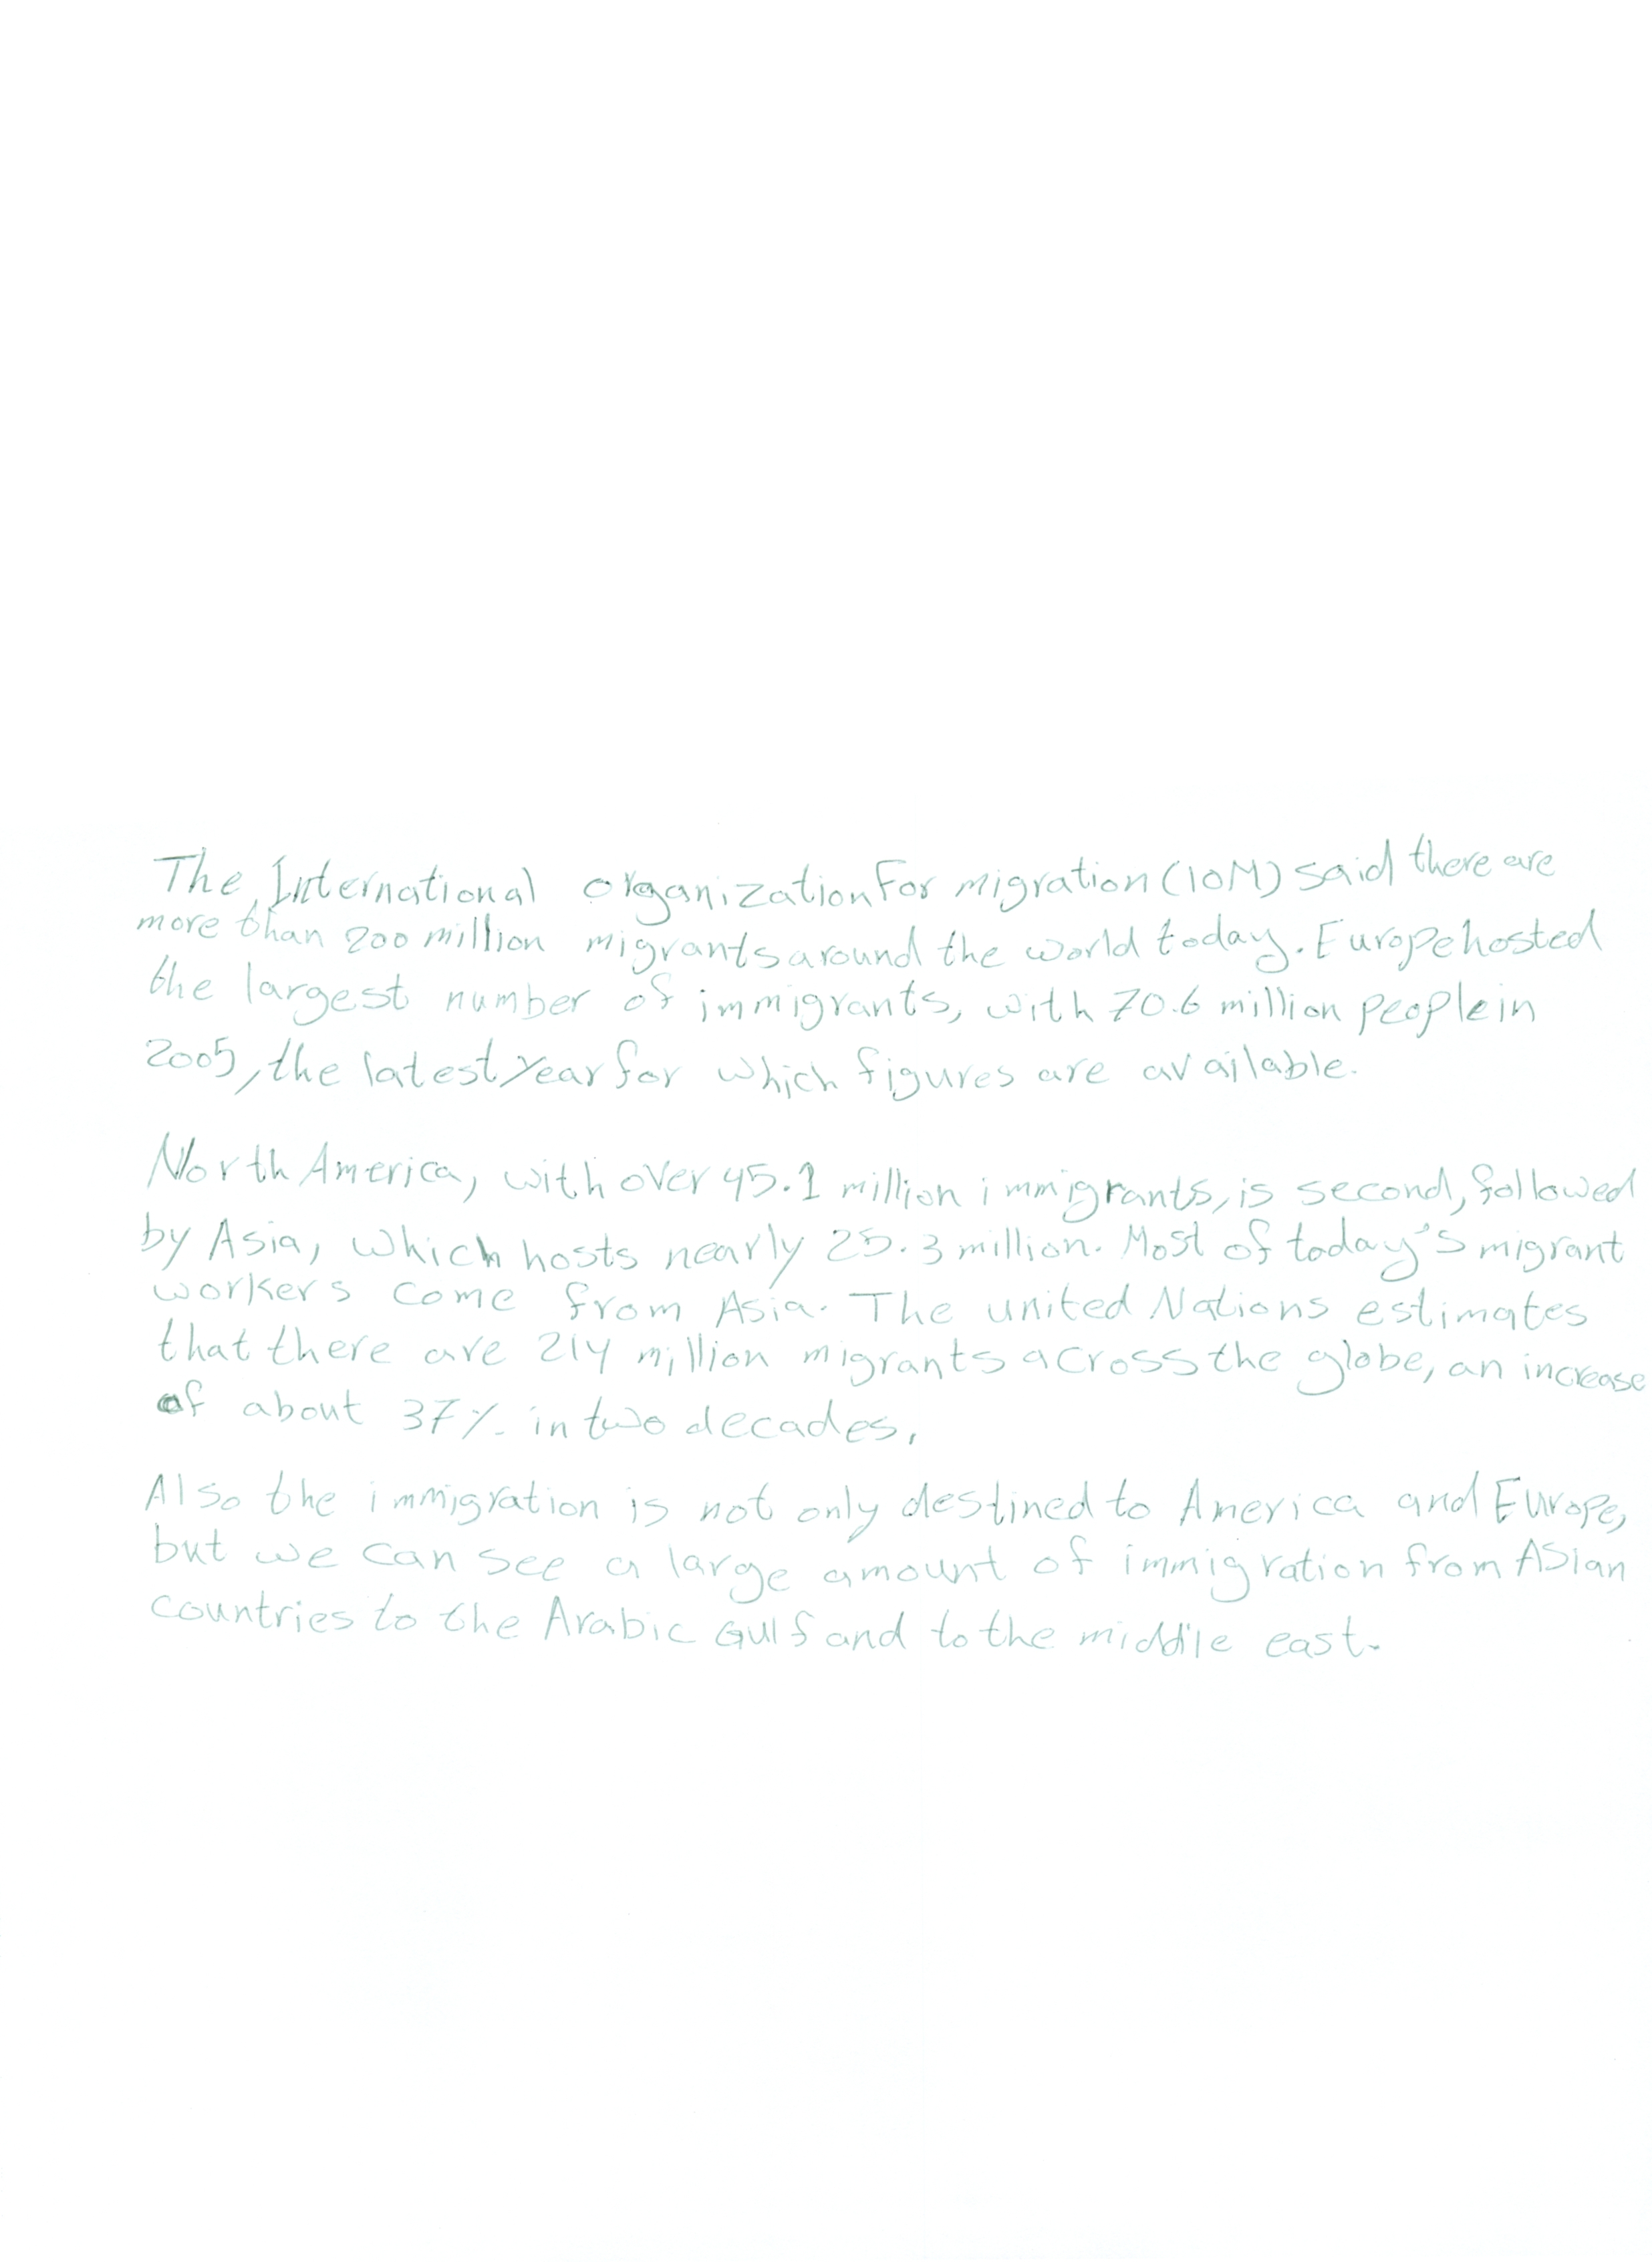 The International organization For migration (IOM) said there are
more than 200 million migrants around the world today. Europe hosted
the largest number of immigrants, with 70.6 million people in
2005, the latest year for which figures are available.
North America, with over 45.1 million immigrants, is second, followed
by Asia, which hosts nearly 25.3 million. Most of today's migrant
workers come from Asia. The united Nations estimates
that there are 214 million migrants across the globe, an increase
of about 37% in two decades.
Also the immigration is not only destined to America and Europe,
but we can see a large amount of immigration from Asian
countries to the Arabic Gulf and to the middle east.